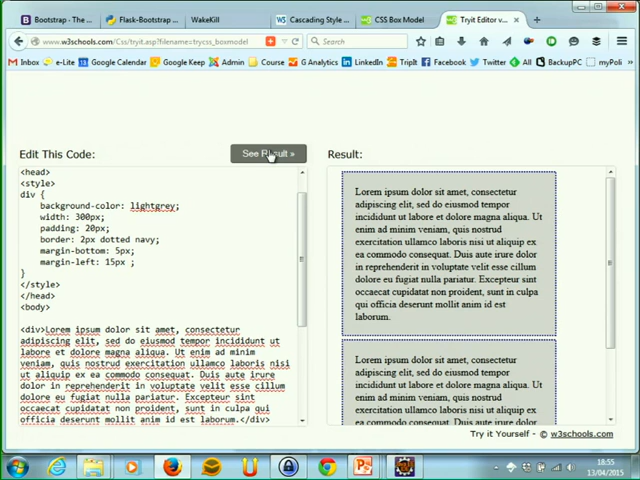 Bootstrap · The ...
Flask-Bootstrap ...
WakeKill
Cascading Style ...
CSS Box Model
Tryit Editor v...
www.w3schools.com/Css/tryit.asp?filename=trycss_boxmodel
Search
Inbox
e-Lite
Google Calendar
Google Keep
Admin
Course
G Analytics
LinkedIn
TripIt
Facebook
Twitter
All
BackupPC
myPoli
Edit This Code:
See Result »
Result:
<head>
<style>
div {
background-color: lightgrey;
width: 300px;
padding: 20px;
border: 2px dotted navy;
margin-bottom: 5px;
margin-left: 15px ;
}
</style>
</head>
<body>
<div>Lorem ipsum dolor sit amet, consectetur
adipiscing elit, sed do eiusmod tempor incididunt ut
labore et dolore magna aliqua. Ut enim ad minim
veniam, quis nostrud exercitation ullamco laboris nisi
ut aliquip ex ea commodo consequat. Duis aute irure
dolor in reprehenderit in voluptate velit esse cillum
dolore eu fugiat nulla pariatur. Excepteur sint
occaecat cupidatat non proident, sunt in culpa qui
officia deserunt mollit anim id est laborum.</div>
Lorem ipsum dolor sit amet, consectetur
adipiscing elit, sed do eiusmod tempor
incididunt ut labore et dolore magna aliqua. Ut
enim ad minim veniam, quis nostrud
exercitation ullamco laboris nisi ut aliquip ex
ea commodo consequat. Duis aute irure dolor
in reprehenderit in voluptate velit esse cillum
dolore eu fugiat nulla pariatur. Excepteur sint
occaecat cupidatat non proident, sunt in culpa
qui officia deserunt mollit anim id est
laborum.
Lorem ipsum dolor sit amet, consectetur
adipiscing elit, sed do eiusmod tempor
incididunt ut labore et dolore magna aliqua. Ut
enim ad minim veniam, quis nostrud
exercitation ullamco laboris nisi ut aliquip ex
ea commodo consequat. Duis aute irure dolor
Try it Yourself - © w3schools.com
18:55
13/04/2015